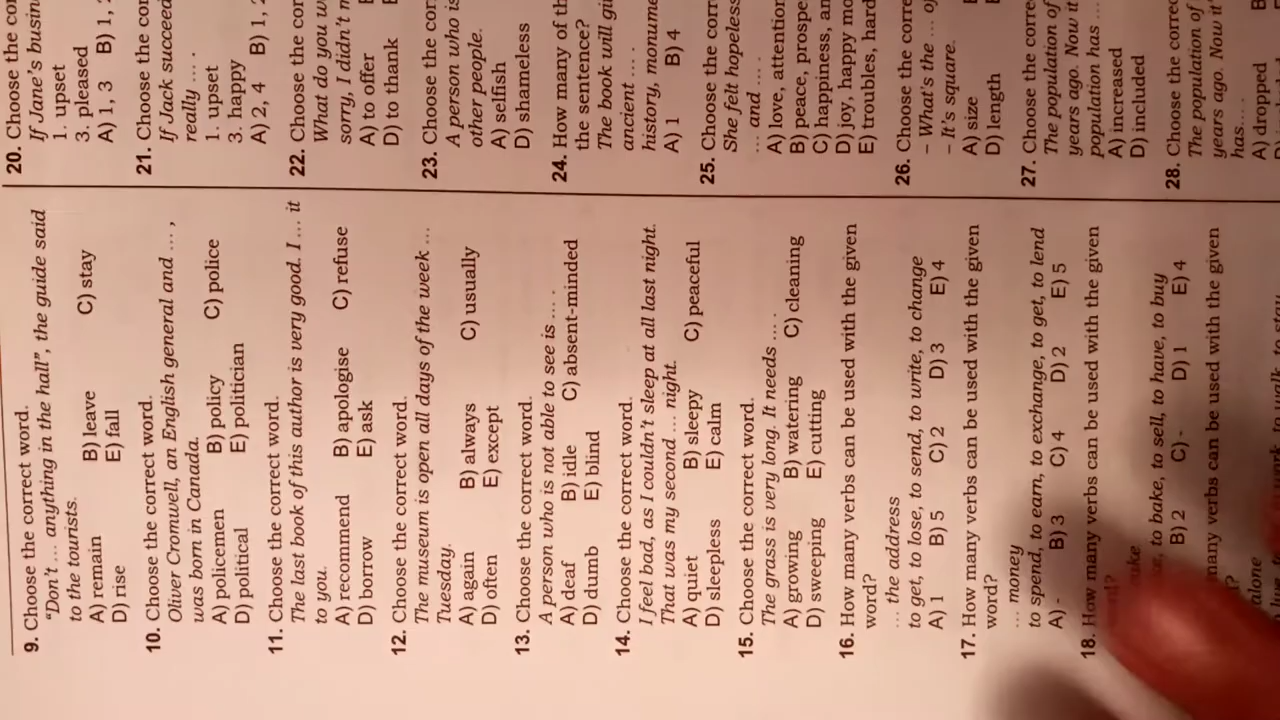 9. Choose the correct word.
"Don't ... anything in the hall", the guide said
to the tourists.
A) remain B) leave C) stay
D) rise E) fall
10. Choose the correct word.
Oliver Cromwell, an English general and ... ,
was born in Canada.
A) policemen B) policy C) police
D) political E) politician
11. Choose the correct word.
The last book of this author is very good. I ... it
to you.
A) recommend B) apologise C) refuse
D) borrow E) ask
12. Choose the correct word.
The museum is open all days of the week ...
Tuesday.
A) again B) always C) usually
D) often E) except
13. Choose the correct word.
A person who is not able to see is ... .
A) deaf B) idle C) absent-minded
D) dumb E) blind
14. Choose the correct word.
I feel bad, as I couldn't sleep at all last night.
That was my second ... night.
A) quiet B) sleepy C) peaceful
D) sleepless E) calm
15. Choose the correct word.
The grass is very long. It needs ... .
A) growing B) watering C) cleaning
D) sweeping E) cutting
16. How many verbs can be used with the given
word?
... the address
to get, to lose, to send, to write, to change
A) 1 B) 5 C) 2 D) 3 E) 4
17. How many verbs can be used with the given
word?
... money
to spend, to earn, to exchange, to get, to lend
A) - B) 3 C) 4 D) 2 E) 5
18. How many verbs can be used with the given
to bake, to sell, to have, to buy
B) 2 C) - D) 1 E) 4
many verbs can be used with the given
alone
20. Choose the
If Jane's
1. upset
3. pleased
A) 1, 3 B) 1,
21. Choose the
If Jack
really ... .
1. upset
3. happy
A) 2, 4 B) 1,
22. Choose the
What do you
sorry, I didn't
A) to offer
D) to thank
23. Choose the
A person who is
other people.
A) selfish
D) shameless
24. How many of
the sentence?
The book will
ancient ... .
history,
A) 1 B) 4
25. Choose the
She felt hopeless
... and ... .
A) love, attention
B) peace,
C) happiness,
D) joy, happy
E) troubles, hard
26. Choose the
- What's the ...
- It's square.
A) size
D) length
27. Choose the
The population of
years ago. Now it
population has ...
A) increased
D) included
28. Choose the
The population of
years ago. Now it
has...
A) dropped